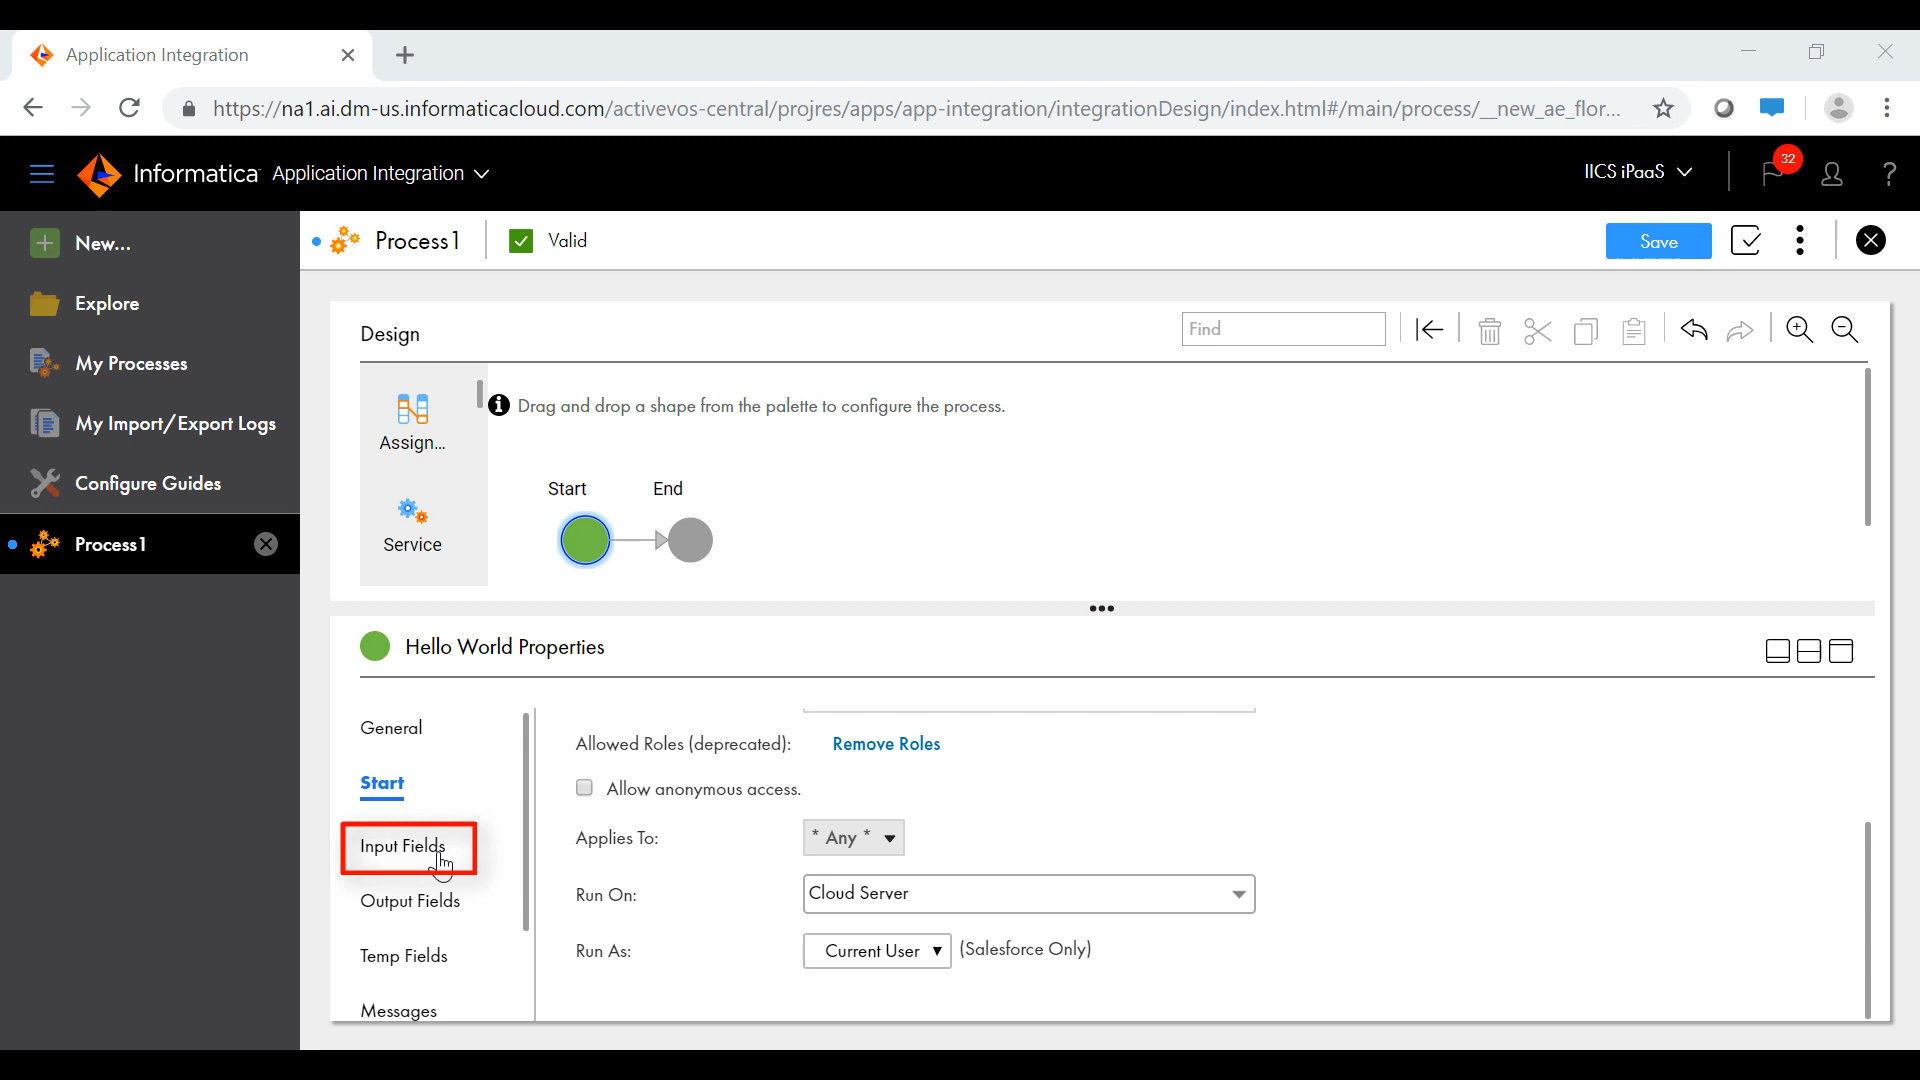 Application Integration
https://na1.ai.dm-us.informaticacloud.com/activevos-central/projres/apps/app-integration/integrationDesign/index.html#/main/process/__new_ae_flor...
Informatica Application Integration
IICS iPaaS
32
?
New...
Process1
Valid
Save
Explore
My Processes
My Import/Export Logs
Configure Guides
Process1
Design
Find
Assign...
Service
Drag and drop a shape from the palette to configure the process.
Start
End
Hello World Properties
General
Start
Input Fields
Output Fields
Temp Fields
Messages
Allowed Roles (deprecated): Remove Roles
Allow anonymous access.
Applies To: * Any *
Run On: Cloud Server
Run As: Current User (Salesforce Only)